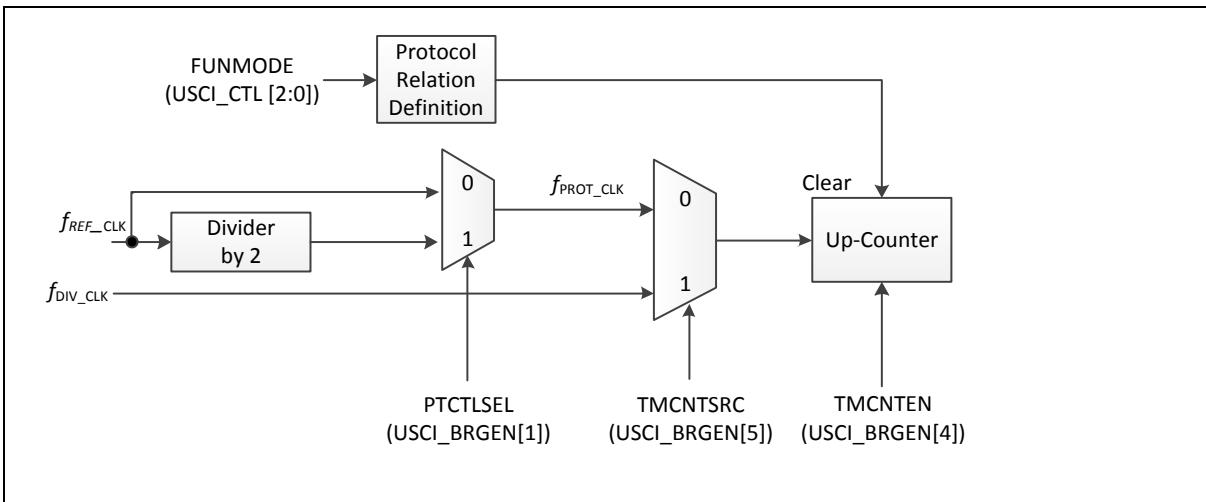 FUNMODE
(USCI_CTL [2:0])
Protocol
Relation
Definition
Clear
0
fPROT_CLK
0
fREF_CLK
Divider
by 2
1
Up-Counter
fDIV_CLK
1
PTCTLSEL
(USCI_BRGEN[1])
TMCNTSRC
(USCI_BRGEN[5])
TMCNTEN
(USCI_BRGEN[4])